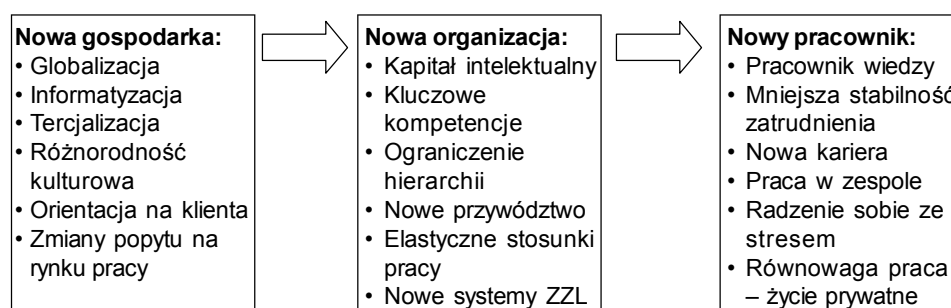 Nowa gospodarka:
• Globalizacja
• Informatyzacja
• Tercjalizacja
• Różnorodność
kulturowa
• Orientacja na klienta
• Zmiany popytu na
rynku pracy
Nowa organizacja:
• Kapitał intelektualny
• Kluczowe
kompetencje
• Ograniczenie
hierarchii
• Nowe przywództwo
• Elastyczne stosunki
pracy
• Nowe systemy ZZL
Nowy pracownik:
• Pracownik wiedzy
• Mniejsza stabilność
zatrudnienia
• Nowa kariera
• Praca w zespole
• Radzenie sobie ze
stresem
• Równowaga praca
– życie prywatne